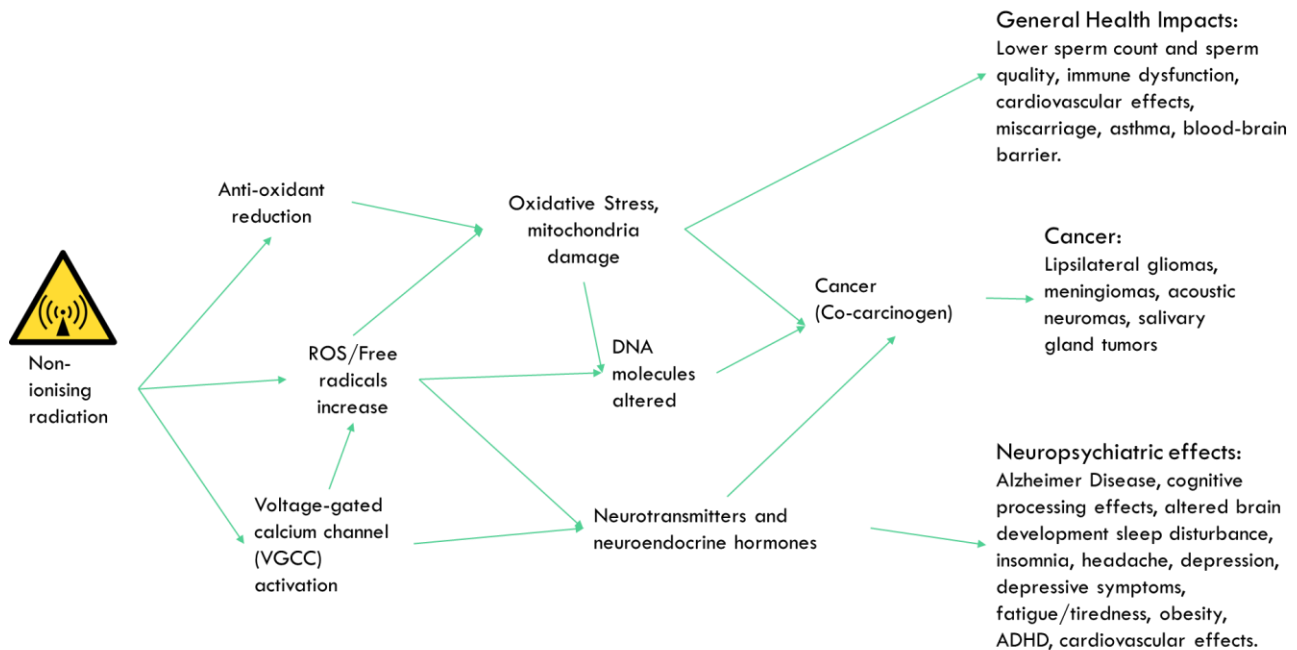 General Health Impacts:
Lower sperm count and sperm
quality, immune dysfunction,
cardiovascular effects,
miscarriage, asthma, blood-brain
barrier.
Anti-oxidant
reduction
Oxidative Stress,
mitochondria
damage
Cancer:
Lipsilateral gliomas,
meningiomas, acoustic
neuromas, salivary
gland tumors
Cancer
(Co-carcinogen)
Non-
ionising
radiation
ROS/Free
radicals
increase
DNA
molecules
altered
Voltage-gated
calcium channel
(VGCC)
activation
Neurotransmitters and
neuroendocrine hormones
Neuropsychiatric effects:
Alzheimer Disease, cognitive
processing effects, altered brain
development sleep disturbance,
insomnia, headache, depression,
depressive symptoms,
fatigue/tiredness, obesity,
ADHD, cardiovascular effects.